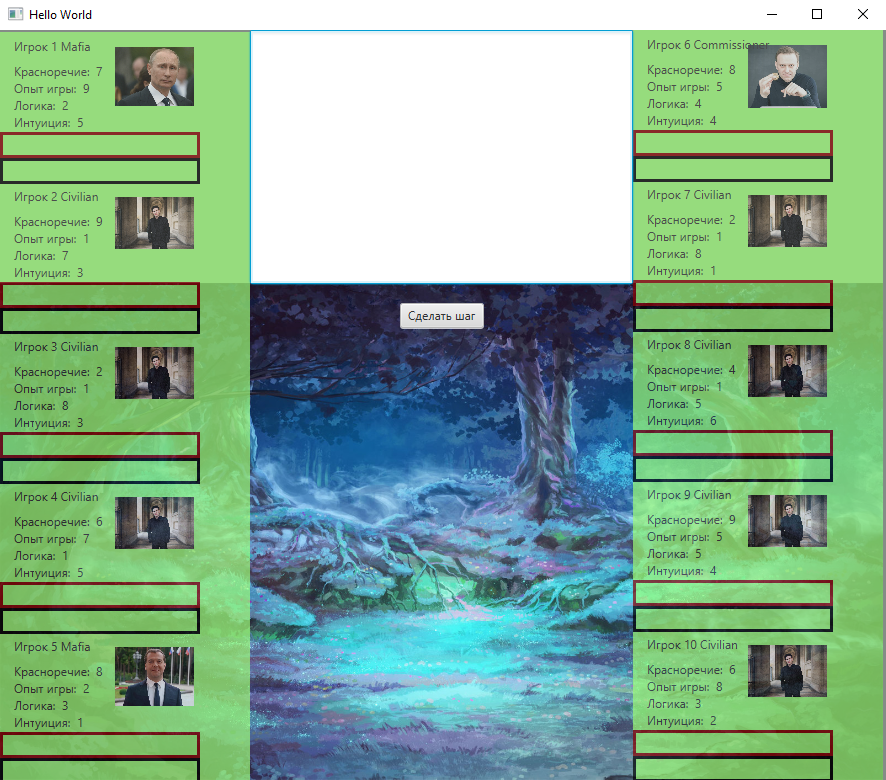 Hello World
Игрок 1 Mafia
Красноречие: 7
Опыт игры: 9
Логика: 2
Интуиция: 5
Игрок 2 Civilian
Красноречие: 9
Опыт игры: 1
Логика: 7
Интуиция: 3
Игрок 3 Civilian
Красноречие: 2
Опыт игры: 1
Логика: 8
Интуиция: 3
Игрок 4 Civilian
Красноречие: 6
Опыт игры: 7
Логика: 1
Интуиция: 5
Игрок 5 Mafia
Красноречие: 8
Опыт игры: 2
Логика: 3
Интуиция: 1
Сделать шаг
Игрок 6 Commissioner
Красноречие: 8
Опыт игры: 5
Логика: 4
Интуиция: 4
Игрок 7 Civilian
Красноречие: 2
Опыт игры: 1
Логика: 8
Интуиция: 1
Игрок 8 Civilian
Красноречие: 4
Опыт игры: 1
Логика: 5
Интуиция: 6
Игрок 9 Civilian
Красноречие: 9
Опыт игры: 5
Логика: 5
Интуиция: 4
Игрок 10 Civilian
Красноречие: 6
Опыт игры: 8
Логика: 3
Интуиция: 2